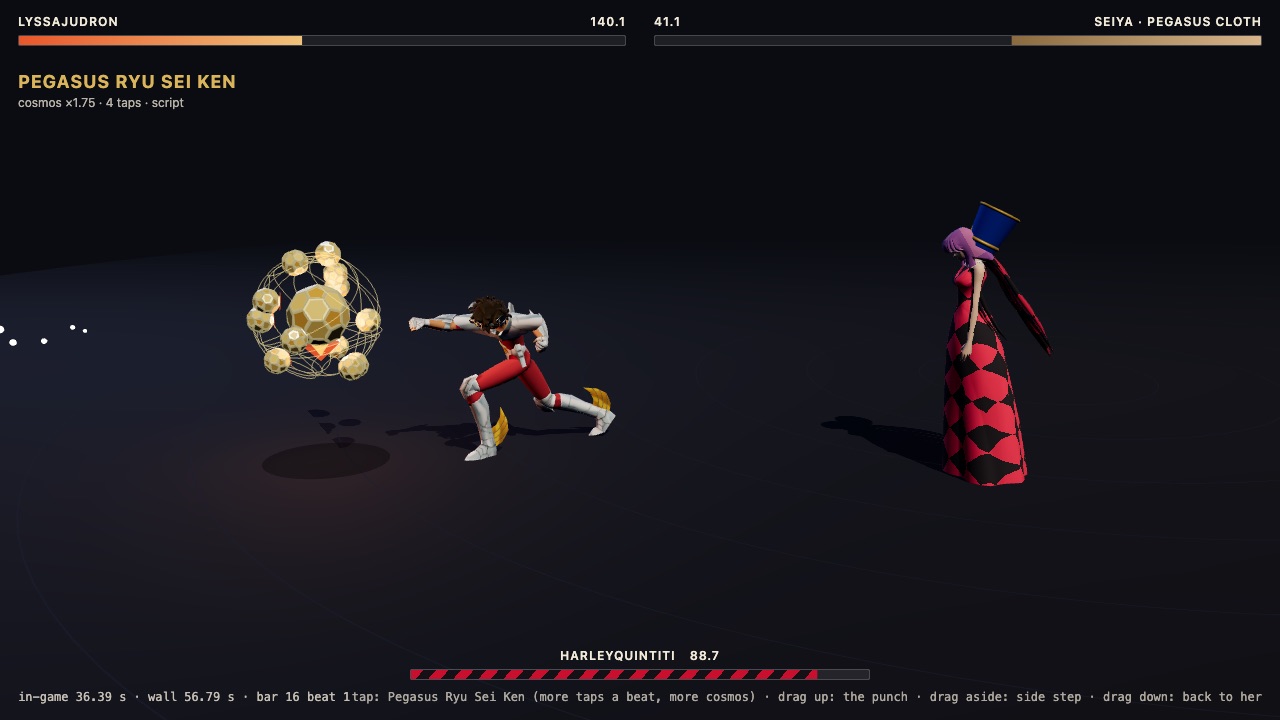 LYSSAJUDRON 140.1
41.1 SEIYA · PEGASUS CLOTH
PEGASUS RYU SEI KEN
cosmos ×1.75 · 4 taps · script
HARLEYQUINTITI 88.7
in-game 36.39 s · wall 56.79 s · bar 16 beat 1
tap: Pegasus Ryu Sei Ken (more taps a beat, more cosmos) · drag up: the punch · drag aside: side step · drag down: back to her